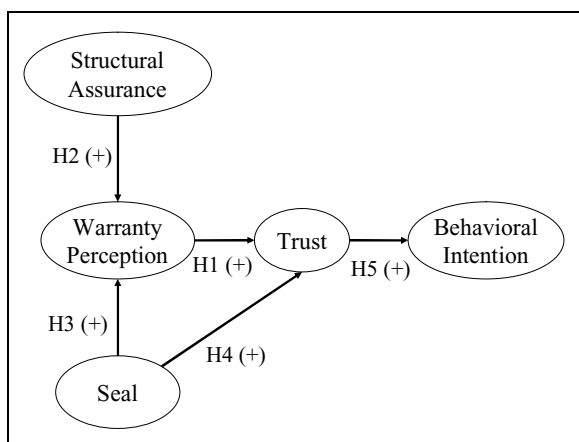 Structural
Assurance
H2 (+)
Warranty
Perception
H1 (+)
Trust
H5 (+)
Behavioral
Intention
H3 (+)
H4 (+)
Seal